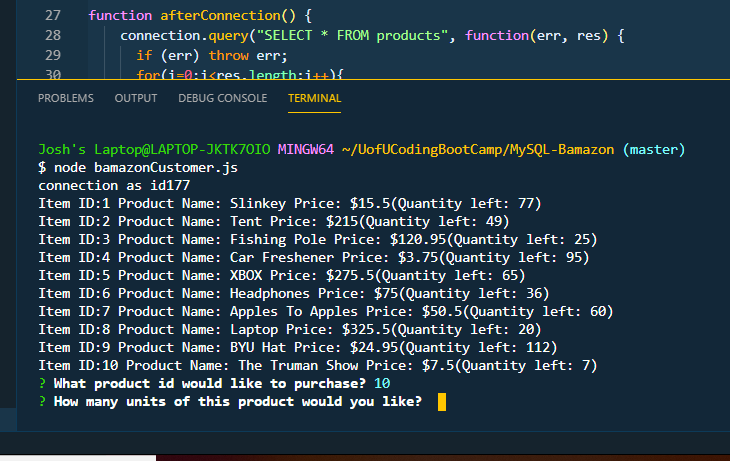 27 function afterConnection() {
28 connection.query("SELECT * FROM products", function(err, res) {
29 if (err) throw err;
30 for(i=0;i<res.length;i++){
PROBLEMS OUTPUT DEBUG CONSOLE TERMINAL
Josh's Laptop@LAPTOP-JKTK7OIO MINGW64 ~/UofUCodingBootCamp/MySQL-Bamazon (master)
$ node bamazonCustomer.js
connection as id177
Item ID:1 Product Name: Slinkey Price: $15.5(Quantity left: 77)
Item ID:2 Product Name: Tent Price: $215(Quantity left: 49)
Item ID:3 Product Name: Fishing Pole Price: $120.95(Quantity left: 25)
Item ID:4 Product Name: Car Freshener Price: $3.75(Quantity left: 95)
Item ID:5 Product Name: XBOX Price: $275.5(Quantity left: 65)
Item ID:6 Product Name: Headphones Price: $75(Quantity left: 36)
Item ID:7 Product Name: Apples To Apples Price: $50.5(Quantity left: 60)
Item ID:8 Product Name: Laptop Price: $325.5(Quantity left: 20)
Item ID:9 Product Name: BYU Hat Price: $24.95(Quantity left: 112)
Item ID:10 Product Name: The Truman Show Price: $7.5(Quantity left: 7)
? What product id would like to purchase? 10
? How many units of this product would you like?